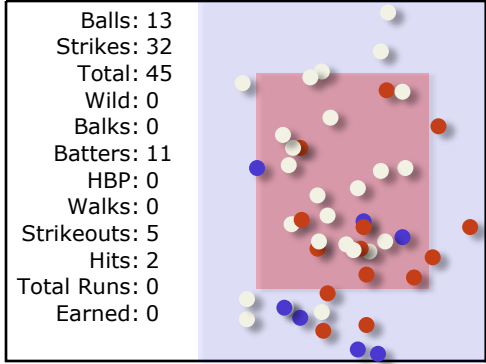 Balls: 13
Strikes: 32
Total: 45
Wild: 0
Balks: 0
Batters: 11
HBP: 0
Walks: 0
Strikeouts: 5
Hits: 2
Total Runs: 0
Earned: 0